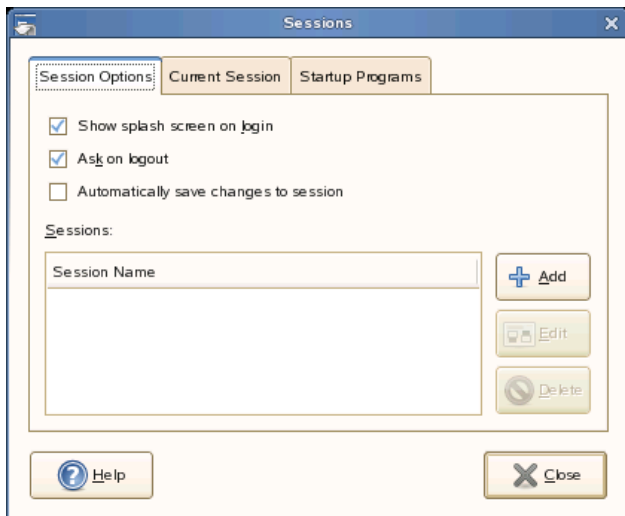 Sessions
Session Options
Current Session
Startup Programs
Show splash screen on login
Ask on logout
Automatically save changes to session
Sessions:
Session Name
Add
Edit
Delete
Help
Close